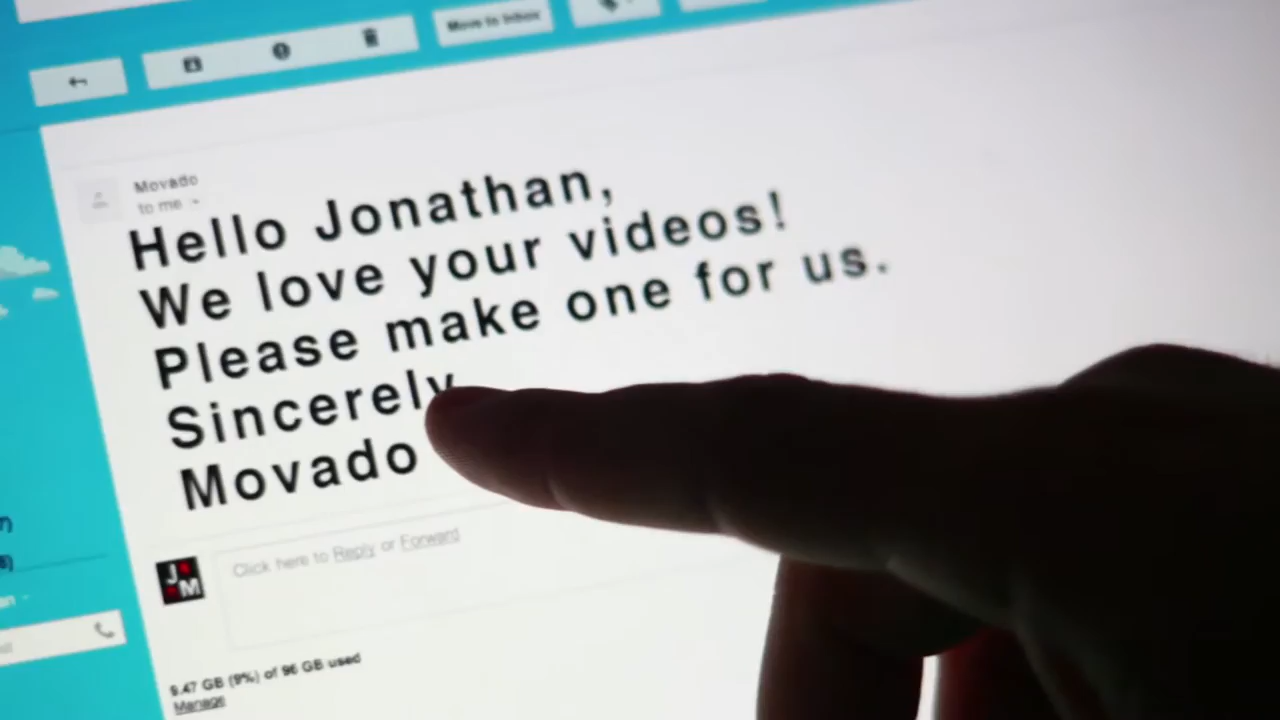 Move to Inbox
Movado
to me
Hello Jonathan,
We love your videos!
Please make one for us.
Sincerely
Movado
Click here to Reply or Forward
J M
9.47 GB (9%) of 96 GB used
Manage
7)